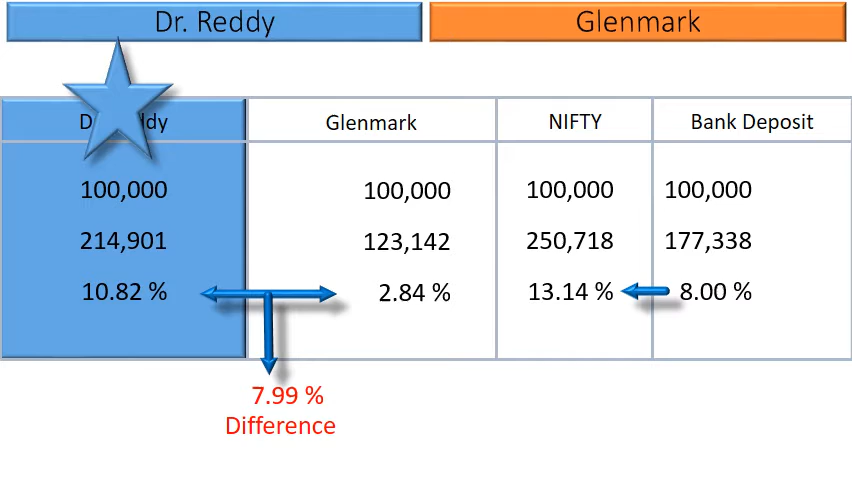 Dr. Reddy Glenmark
Glenmark NIFTY Bank Deposit
100,000 100,000 100,000 100,000
214,901 123,142 250,718 177,338
10.82 % 2.84 % 13.14 % 8.00 %
7.99 %
Difference